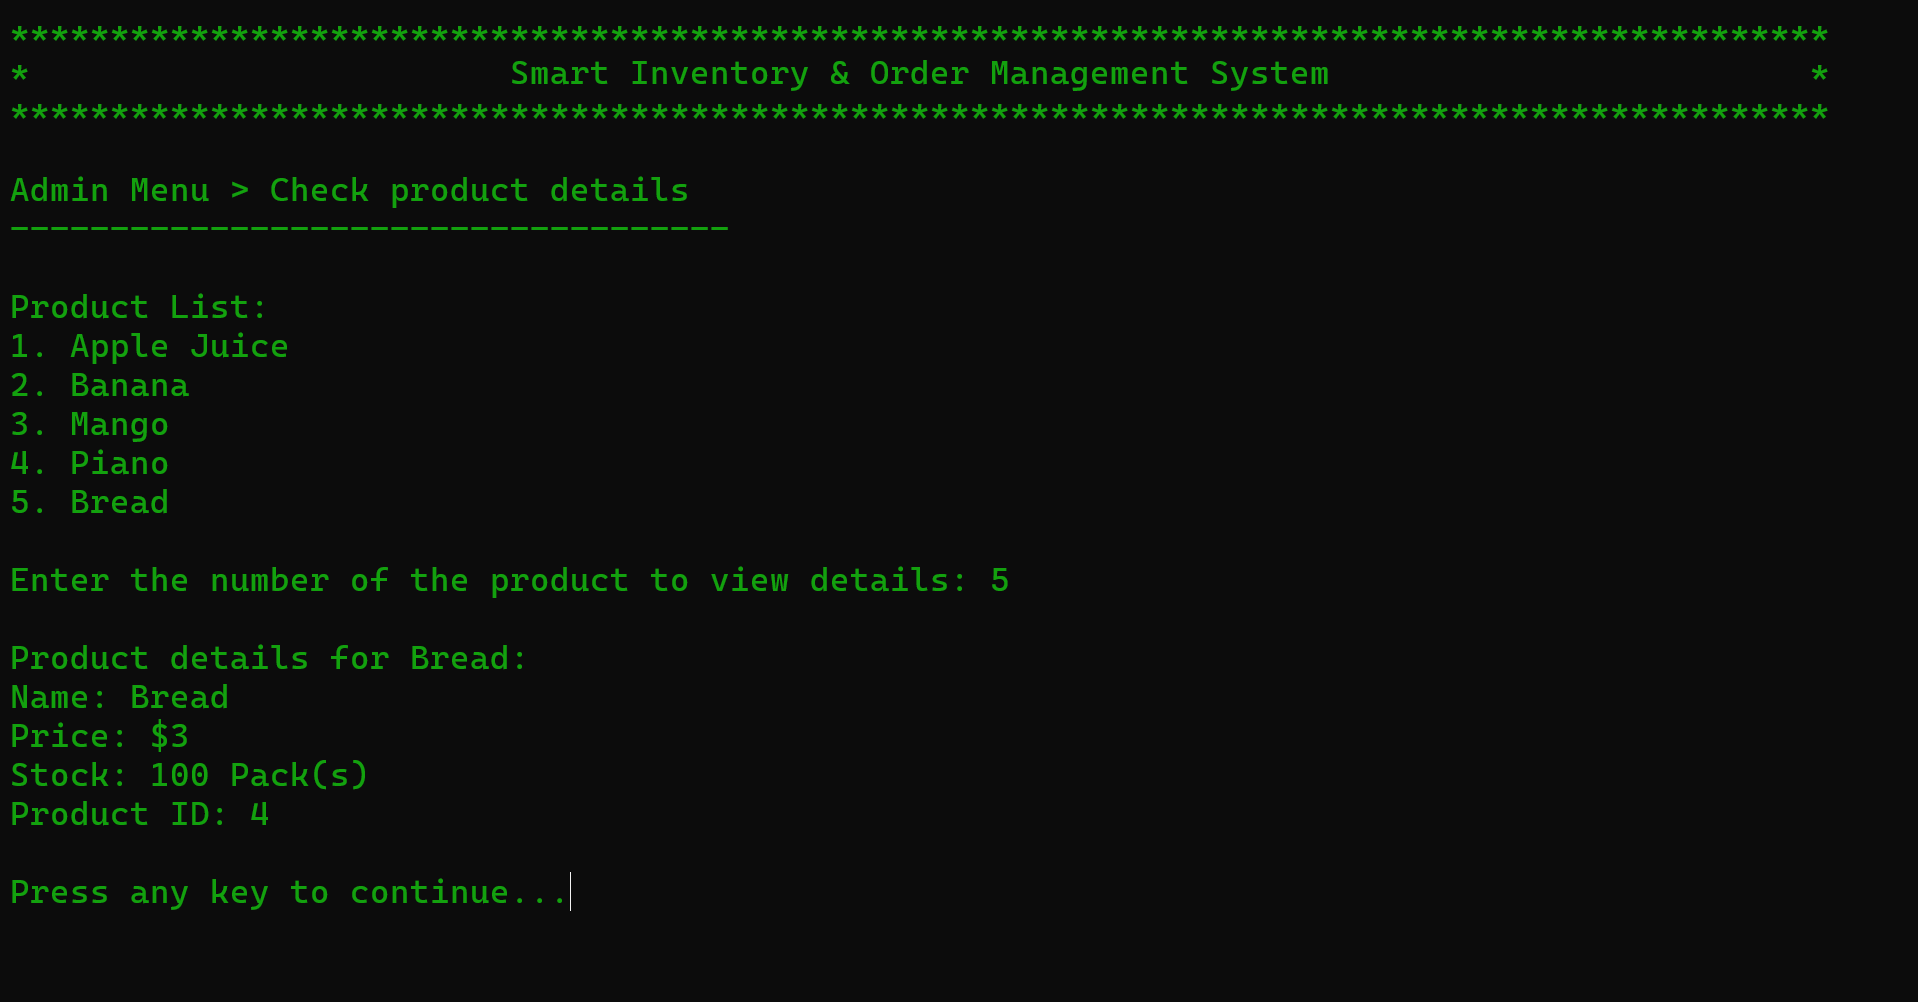 *******************************************************************************************
*                        Smart Inventory & Order Management System                        *
*******************************************************************************************
Admin Menu > Check product details
------------------------------------
Product List:
1. Apple Juice
2. Banana
3. Mango
4. Piano
5. Bread
Enter the number of the product to view details: 5
Product details for Bread:
Name: Bread
Price: $3
Stock: 100 Pack(s)
Product ID: 4
Press any key to continue...